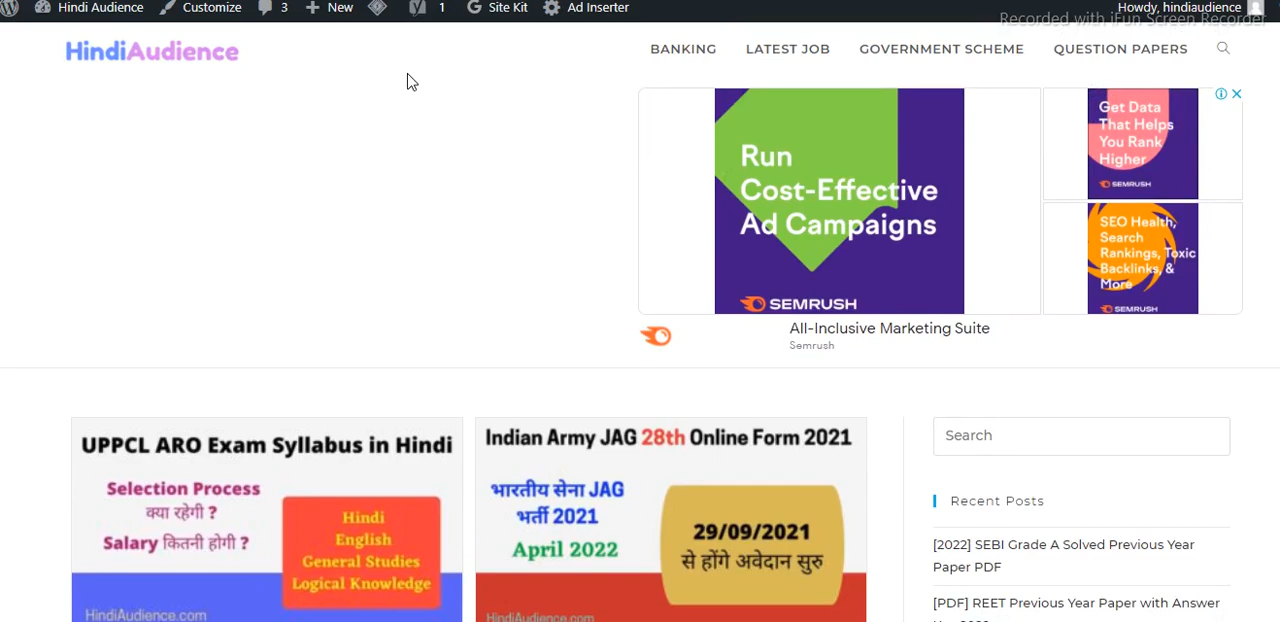 Hindi Audience Customize 3 New 1 Site Kit Ad Inserter Howdy, hindiaudience
Recorded with iFun Screen Recorder
HindiAudience BANKING LATEST JOB GOVERNMENT SCHEME QUESTION PAPERS
Run
Cost-Effective
Ad Campaigns
SEMRUSH
Get Data
That Helps
You Rank
Higher
SEMRUSH
SEO Health,
Search
Rankings, Toxic
Backlinks, &
More
SEMRUSH
All-Inclusive Marketing Suite
Semrush
UPPCL ARO Exam Syllabus in Hindi
Selection Process
क्या रहेगी ?
Salary कितनी होगी ?
Hindi
English
General Studies
Logical Knowledge
HindiAudience.com
Indian Army JAG 28th Online Form 2021
भारतीय सेना JAG
भर्ती 2021
April 2022
29/09/2021
से होंगे अवेदान सुरु
HindiAudience.com
Search
Recent Posts
[2022] SEBI Grade A Solved Previous Year
Paper PDF
[PDF] REET Previous Year Paper with Answer